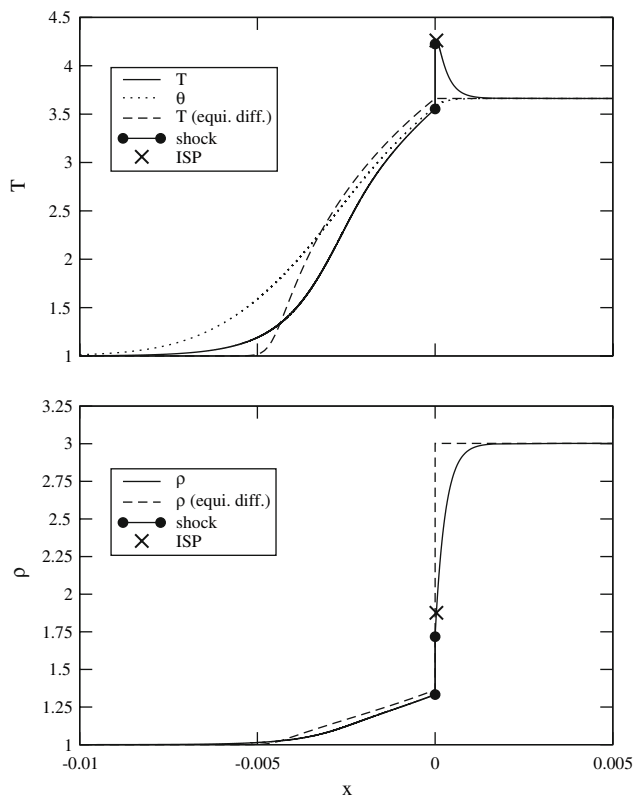 4.5
4
3.5
3
2.5
2
1.5
1
T
T
θ
T (equi. diff.)
shock
ISP
3.25
3
2.75
2.5
2.25
2
1.75
1.5
1.25
1
ρ
ρ
ρ (equi. diff.)
shock
ISP
-0.01
-0.005
0
0.005
x